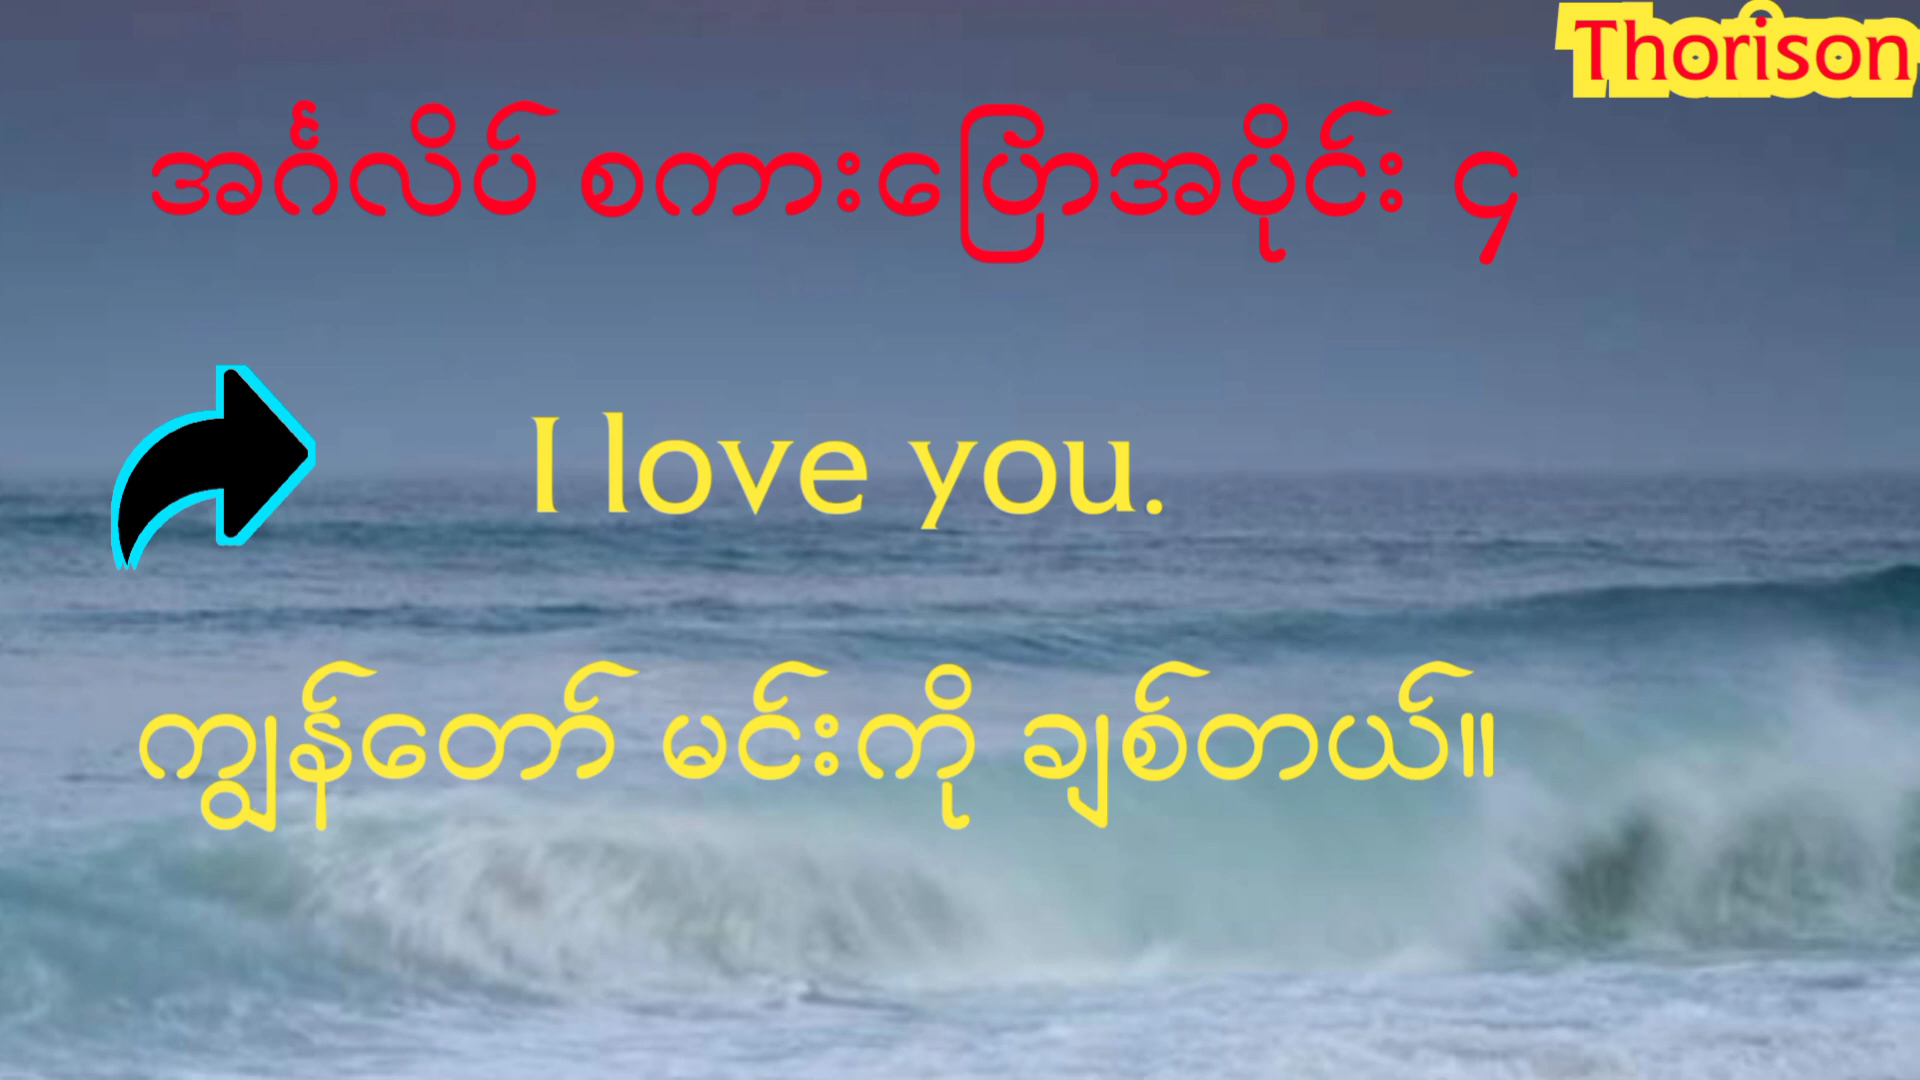 Thorison
အင်္ဂလိပ် စကားပြောအပိုင်း ၄
I love you.
ကျွန်တော် မင်းကို ချစ်တယ်။